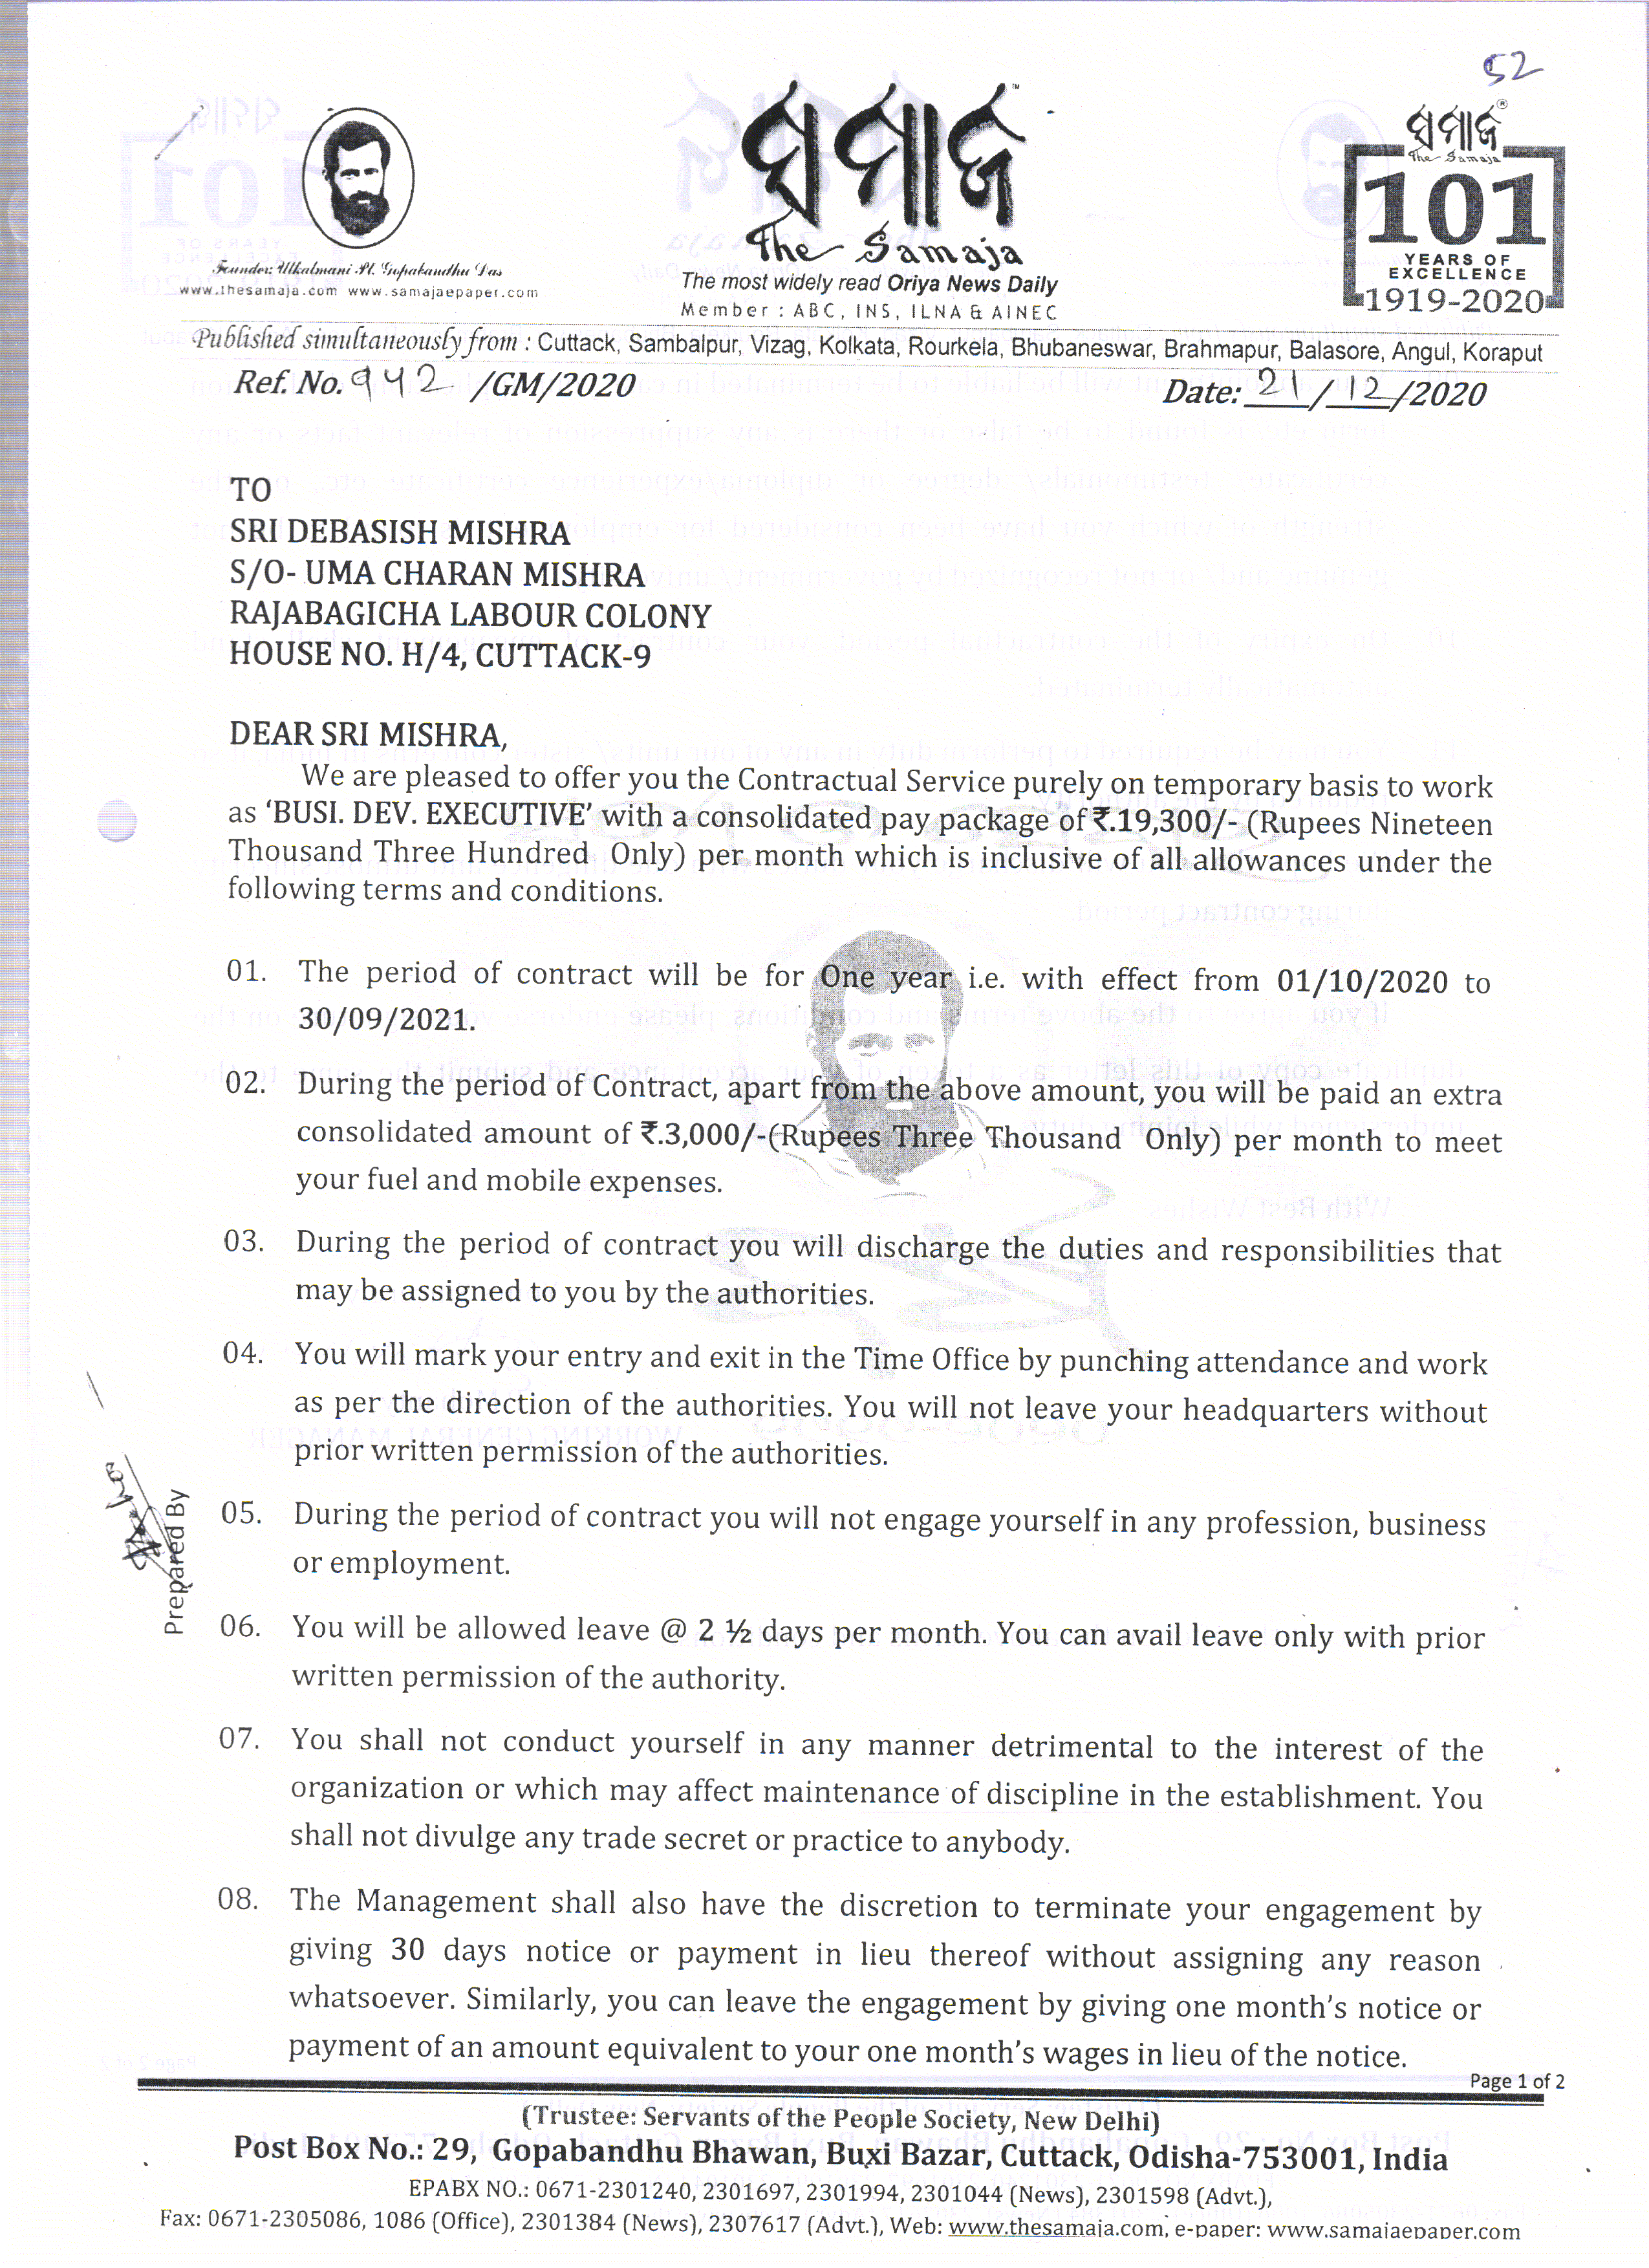 52
ସମାଜ
The Samaja
The most widely read Oriya News Daily
Member : ABC, INS, ILNA & AINEC
Founder: Utkalmani Pt. Gopabandhu Das
www.thesamaja.com www.samajaepaper.com
ସମାଜ
The Samaja
101
YEARS OF
EXCELLENCE
1919-2020
Published simultaneously from : Cuttack, Sambalpur, Vizag, Kolkata, Rourkela, Bhubaneswar, Brahmapur, Balasore, Angul, Koraput
Ref. No. 942 /GM/2020
Date: 21/12/2020
TO
SRI DEBASISH MISHRA
S/O- UMA CHARAN MISHRA
RAJABAGICHA LABOUR COLONY
HOUSE NO. H/4, CUTTACK-9
DEAR SRI MISHRA,
We are pleased to offer you the Contractual Service purely on temporary basis to work
as ‘BUSI. DEV. EXECUTIVE’ with a consolidated pay package of ₹.19,300/- (Rupees Nineteen
Thousand Three Hundred Only) per month which is inclusive of all allowances under the
following terms and conditions.
01. The period of contract will be for One year i.e. with effect from 01/10/2020 to
30/09/2021.
02. During the period of Contract, apart from the above amount, you will be paid an extra
consolidated amount of ₹.3,000/-(Rupees Three Thousand Only) per month to meet
your fuel and mobile expenses.
03. During the period of contract you will discharge the duties and responsibilities that
may be assigned to you by the authorities.
04. You will mark your entry and exit in the Time Office by punching attendance and work
as per the direction of the authorities. You will not leave your headquarters without
prior written permission of the authorities.
Prepared By
05. During the period of contract you will not engage yourself in any profession, business
or employment.
06. You will be allowed leave @ 2 ½ days per month. You can avail leave only with prior
written permission of the authority.
07. You shall not conduct yourself in any manner detrimental to the interest of the
organization or which may affect maintenance of discipline in the establishment. You
shall not divulge any trade secret or practice to anybody.
08. The Management shall also have the discretion to terminate your engagement by
giving 30 days notice or payment in lieu thereof without assigning any reason
whatsoever. Similarly, you can leave the engagement by giving one month’s notice or
payment of an amount equivalent to your one month’s wages in lieu of the notice.
Page 1 of 2
(Trustee: Servants of the People Society, New Delhi)
Post Box No.: 29, Gopabandhu Bhawan, Buxi Bazar, Cuttack, Odisha-753001, India
EPABX NO.: 0671-2301240, 2301697, 2301994, 2301044 (News), 2301598 (Advt.),
Fax: 0671-2305086, 1086 (Office), 2301384 (News), 2307617 (Advt.), Web: www.thesamaja.com, e-paper: www.samajaepaper.com